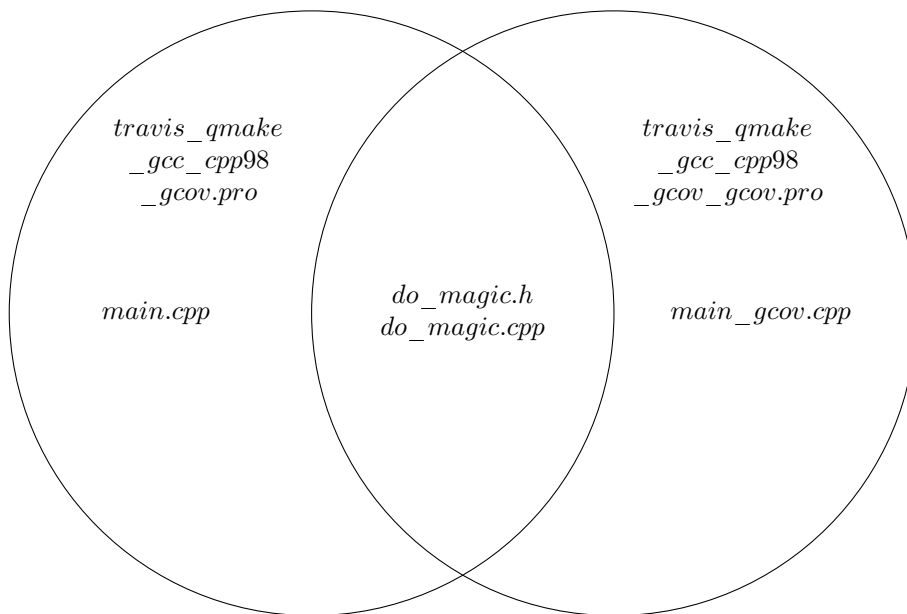 travis_qmake
_gcc_cpp98
_gcov.pro
travis_qmake
_gcc_cpp98
_gcov_gcov.pro
main.cpp
do_magic.h
do_magic.cpp
main_gcov.cpp